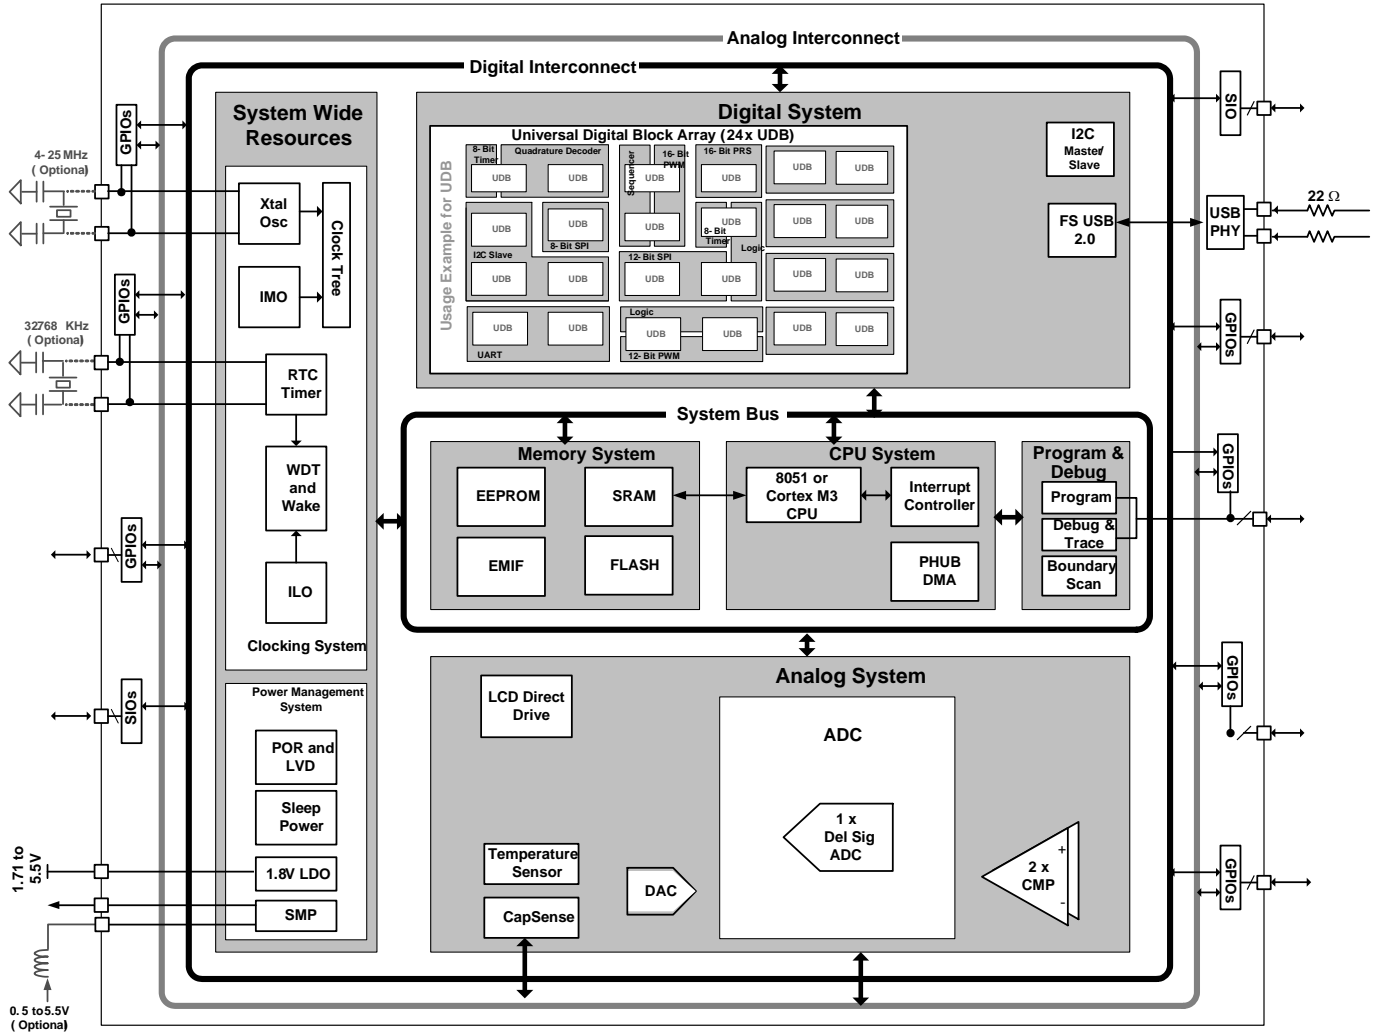 Analog Interconnect
Digital Interconnect
System Wide
Resources
Xtal
Osc
Clock Tree
IMO
RTC
Timer
WDT
and
Wake
ILO
Clocking System
Power Management
System
POR and
LVD
Sleep
Power
1.8V LDO
SMP
GPIOs
4- 25 MHz
( Optional)
GPIOs
32768 KHz
( Optional)
GPIOs
SIOs
1.71 to
5.5V
0. 5 to5.5V
( Optional)
Digital System
Universal Digital Block Array (24x UDB)
Usage Example for UDB
8- Bit
Timer
Quadrature Decoder
Sequencer
16- Bit
PWM
16- Bit PRS
UDB
UDB
UDB
UDB
UDB
UDB
UDB
UDB
UDB
UDB
UDB
UDB
8- Bit SPI
8- Bit
Timer
Logic
I2C Slave
12- Bit SPI
UDB
UDB
UDB
UDB
UDB
UDB
Logic
UDB
UDB
UDB
UDB
UDB
UDB
UART
12- Bit PWM
I2C
Master/
Slave
FS USB
2.0
System Bus
Memory System
EEPROM
SRAM
EMIF
FLASH
CPU System
8051 or
Cortex M3
CPU
Interrupt
Controller
PHUB
DMA
Program &
Debug
Program
Debug &
Trace
Boundary
Scan
Analog System
LCD Direct
Drive
ADC
1 x
Del Sig
ADC
Temperature
Sensor
CapSense
DAC
+
2 x
CMP
-
SIO
USB
PHY
22 Ω
GPIOs
GPIOs
GPIOs
GPIOs